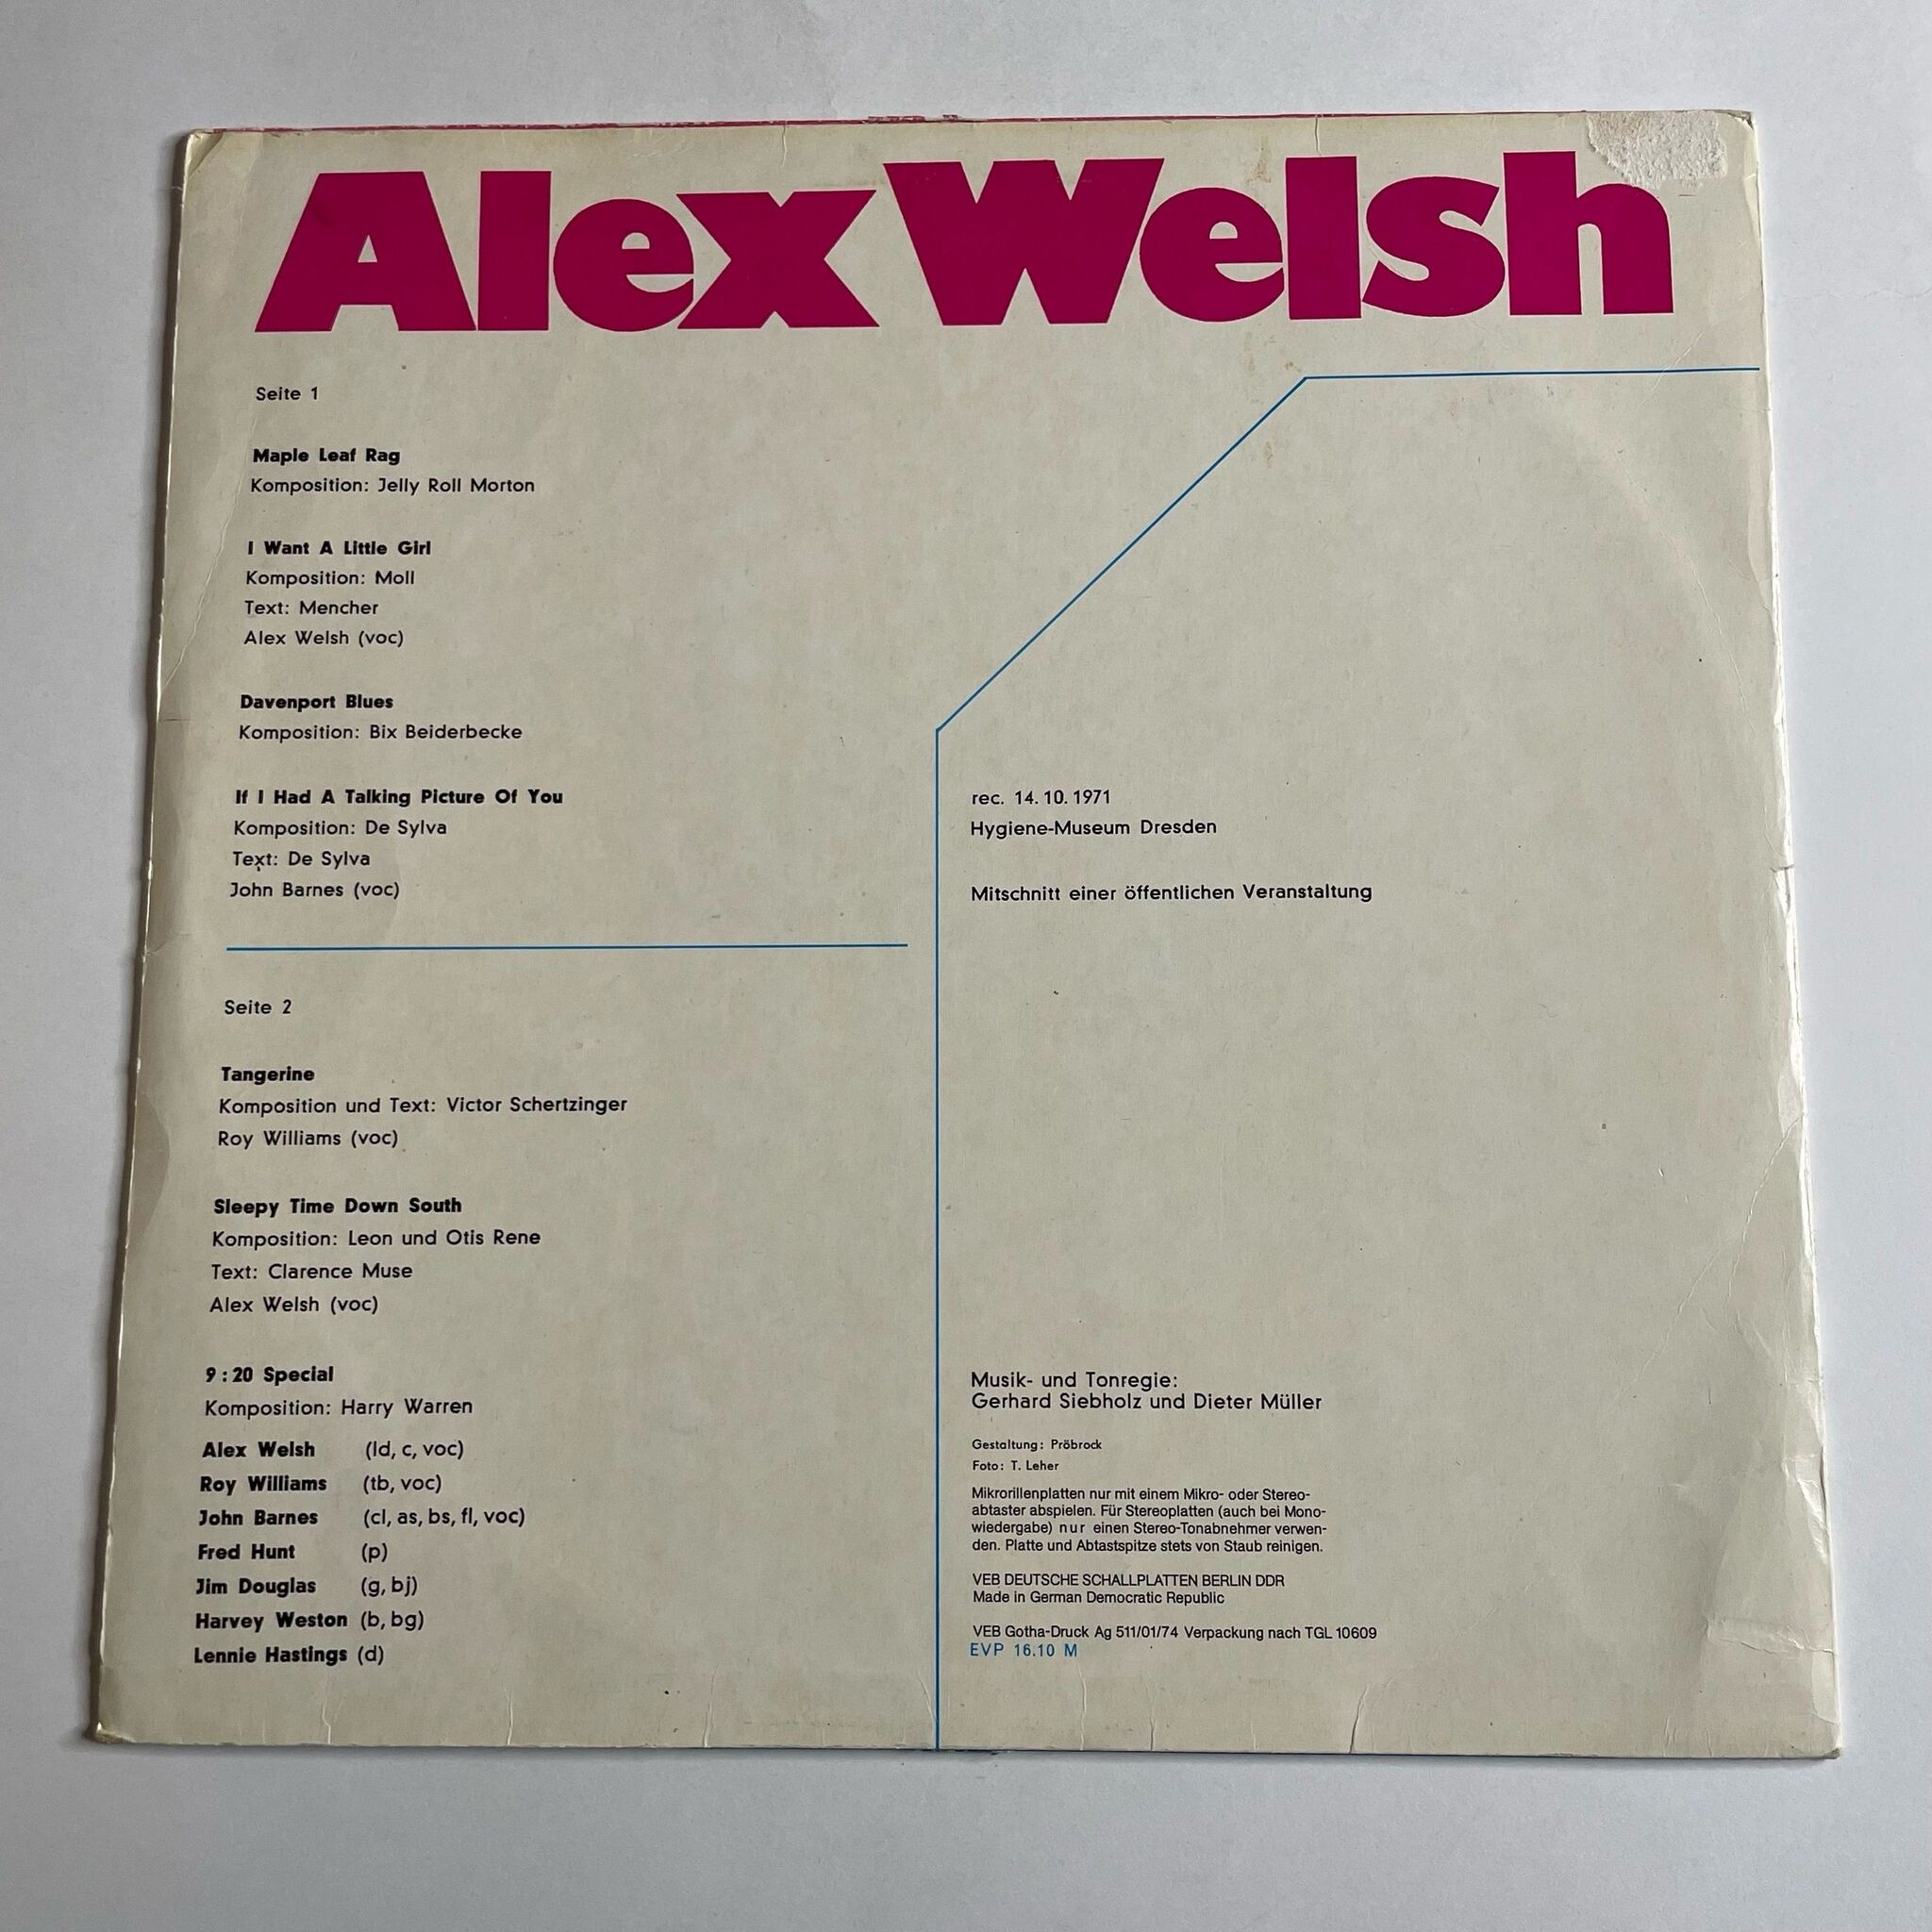 Alex Welsh
Seite 1
Maple Leaf Rag
Komposition: Jelly Roll Morton
I Want A Little Girl
Komposition: Moll
Text: Mencher
Alex Welsh (voc)
Davenport Blues
Komposition: Bix Beiderbecke
If I Had A Talking Picture Of You
Komposition: De Sylva
Text: De Sylva
John Barnes (voc)
Seite 2
Tangerine
Komposition und Text: Victor Schertzinger
Roy Williams (voc)
Sleepy Time Down South
Komposition: Leon und Otis Rene
Text: Clarence Muse
Alex Welsh (voc)
9:20 Special
Komposition: Harry Warren
Alex Welsh (ld, c, voc)
Roy Williams (tb, voc)
John Barnes (cl, as, bs, fl, voc)
Fred Hunt (p)
Jim Douglas (g, bj)
Harvey Weston (b, bg)
Lennie Hastings (d)
rec. 14. 10. 1971
Hygiene-Museum Dresden
Mitschnitt einer öffentlichen Veranstaltung
Musik- und Tonregie:
Gerhard Siebholz und Dieter Müller
Gestaltung: Pröbrock
Foto: T. Leher
Mikrorillenplatten nur mit einem Mikro- oder Stereo-
abtaster abspielen. Für Stereoplatten (auch bei Mono-
wiedergabe) nur einen Stereo-Tonabnehmer verwen-
den. Platte und Abtastspitze stets von Staub reinigen.
VEB DEUTSCHE SCHALLPLATTEN BERLIN DDR
Made in German Democratic Republic
VEB Gotha-Druck Ag 511/01/74 Verpackung nach TGL 10609
EVP 16.10 M